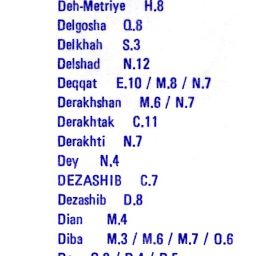 Deh-Metriye H.8
Delgosha Q.8
Delkhah S.3
Delshad N.12
Deqqat E.10 / M.8 / N.7
Derakhshan M.6 / N.7
Derakhtak C.11
Derakhti N.7
Dey N.4
DEZASHIB C.7
Dezashib D.8
Dian M.4
Diba M.3 / M.6 / M.7 / O.6